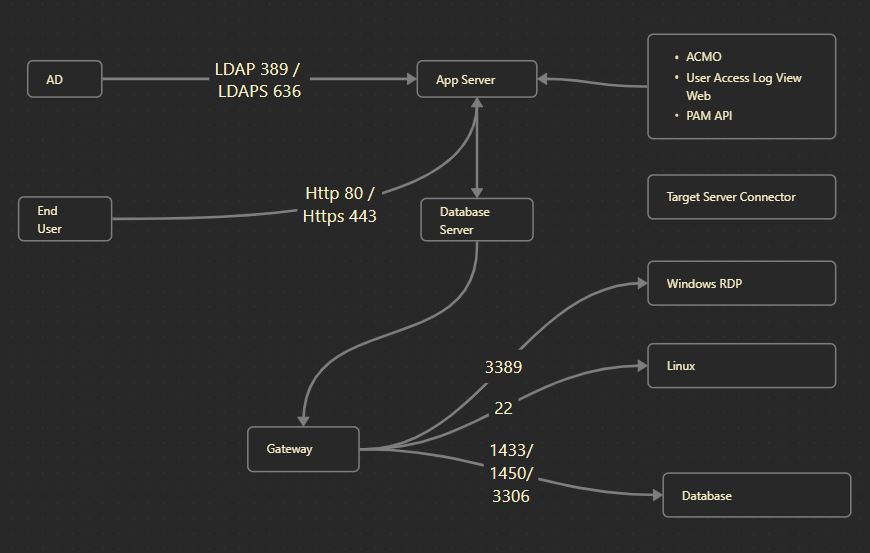 AD
LDAP 389 /
LDAPS 636
App Server
• ACMO
• User Access Log View
Web
• PAM API
End
User
Http 80 /
Https 443
Database
Server
Target Server Connector
Windows RDP
3389
Linux
22
Gateway
1433/
1450/
3306
Database